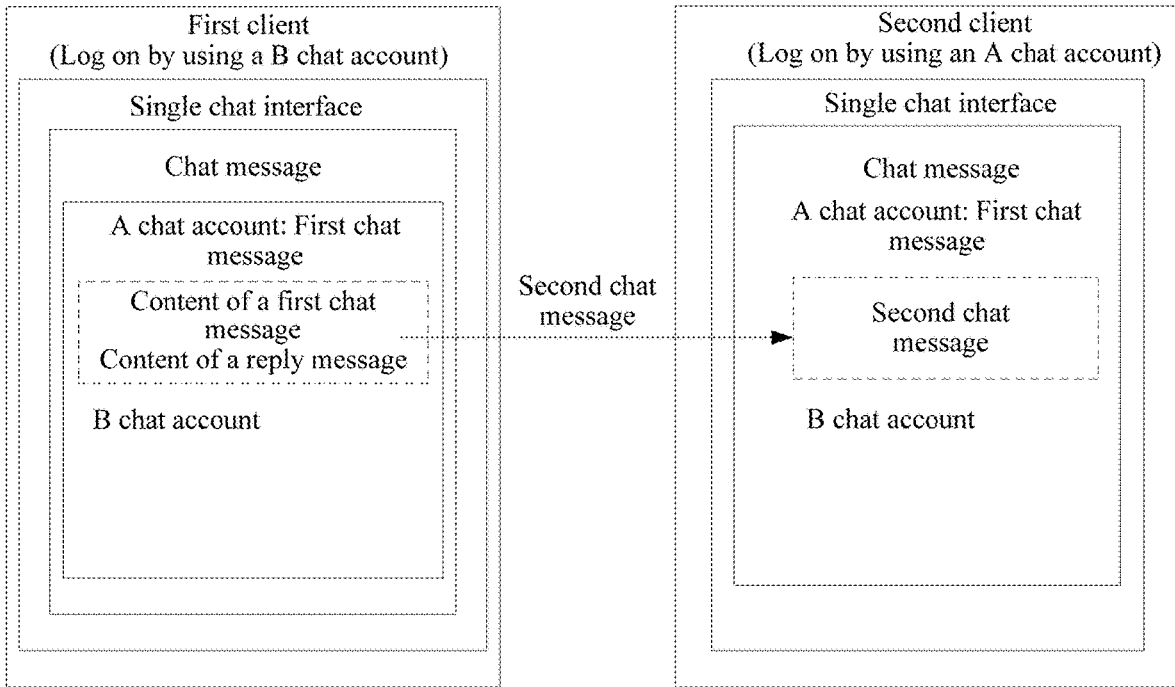 First client
(Log on by using a B chat account)
Single chat interface
Chat message
A chat account: First chat
message
Content of a first chat
message
Content of a reply message
B chat account
Second chat
message
Second client
(Log on by using an A chat account)
Single chat interface
Chat message
A chat account: First chat
message
Second chat
message
B chat account